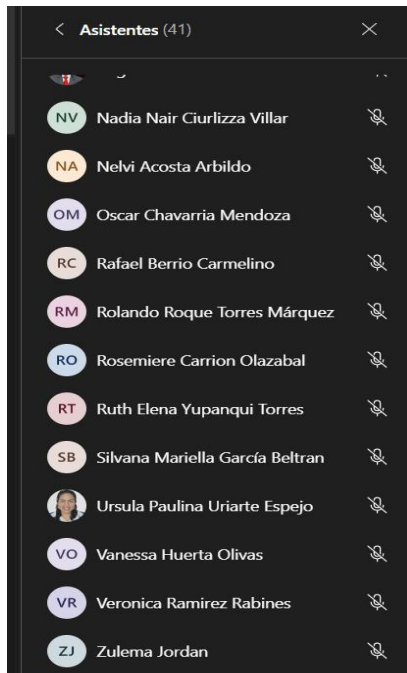 Asistentes (41)
NV Nadia Nair Ciurlizza Villar
NA Nelvi Acosta Arbildo
OM Oscar Chavarria Mendoza
RC Rafael Berrio Carmelino
RM Rolando Roque Torres Márquez
RO Rosemiere Carrion Olazabal
RT Ruth Elena Yupanqui Torres
SB Silvana Mariella García Beltran
Ursula Paulina Uriarte Espejo
VO Vanessa Huerta Olivas
VR Veronica Ramirez Rabines
ZJ Zulema Jordan